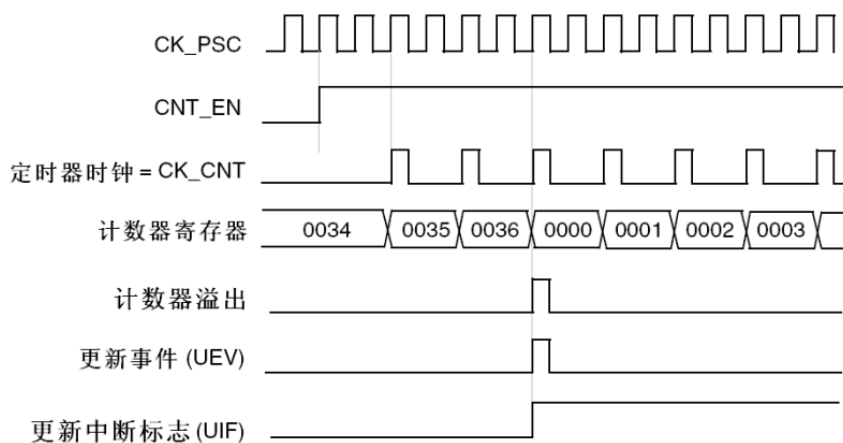 CK_PSC
CNT_EN
定时器时钟 = CK_CNT
计数器寄存器 0034 0035 0036 0000 0001 0002 0003
计数器溢出
更新事件 (UEV)
更新中断标志 (UIF)